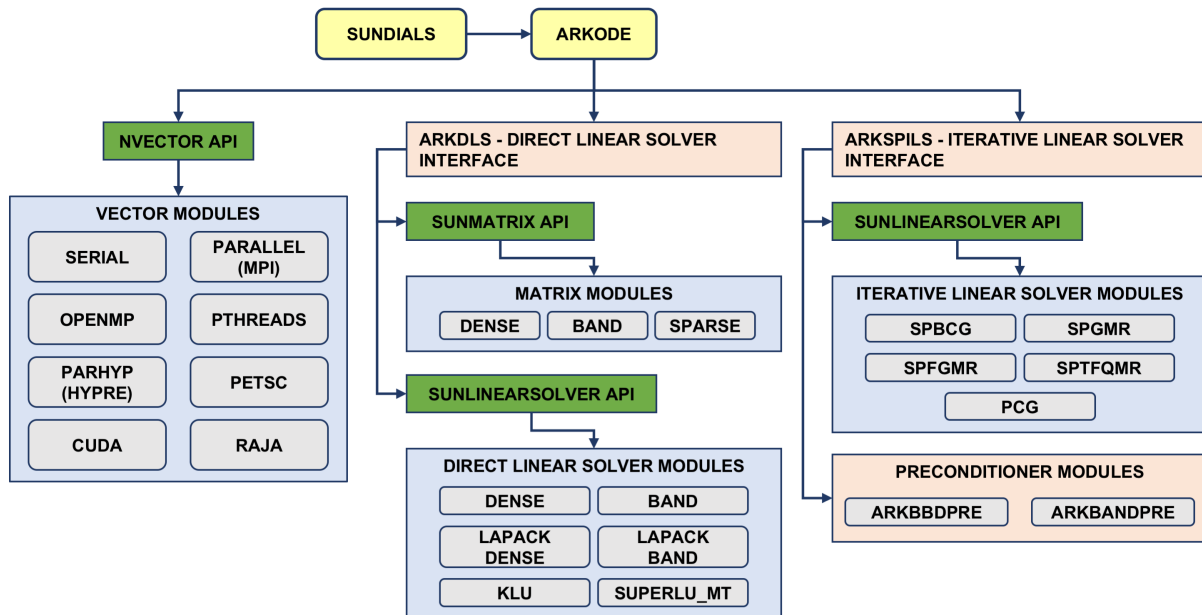 SUNDIALS
ARKODE
NVECTOR API
VECTOR MODULES
SERIAL
PARALLEL
(MPI)
OPENMP
PTHREADS
PARHYP
(HYPRE)
PETSC
CUDA
RAJA
ARKDLS - DIRECT LINEAR SOLVER
INTERFACE
SUNMATRIX API
MATRIX MODULES
DENSE
BAND
SPARSE
SUNLINEARSOLVER API
DIRECT LINEAR SOLVER MODULES
DENSE
BAND
LAPACK
DENSE
LAPACK
BAND
KLU
SUPERLU_MT
ARKSPILS - ITERATIVE LINEAR SOLVER
INTERFACE
SUNLINEARSOLVER API
ITERATIVE LINEAR SOLVER MODULES
SPBCG
SPGMR
SPFGMR
SPTFQMR
PCG
PRECONDITIONER MODULES
ARKBBDPRE
ARKBANDPRE